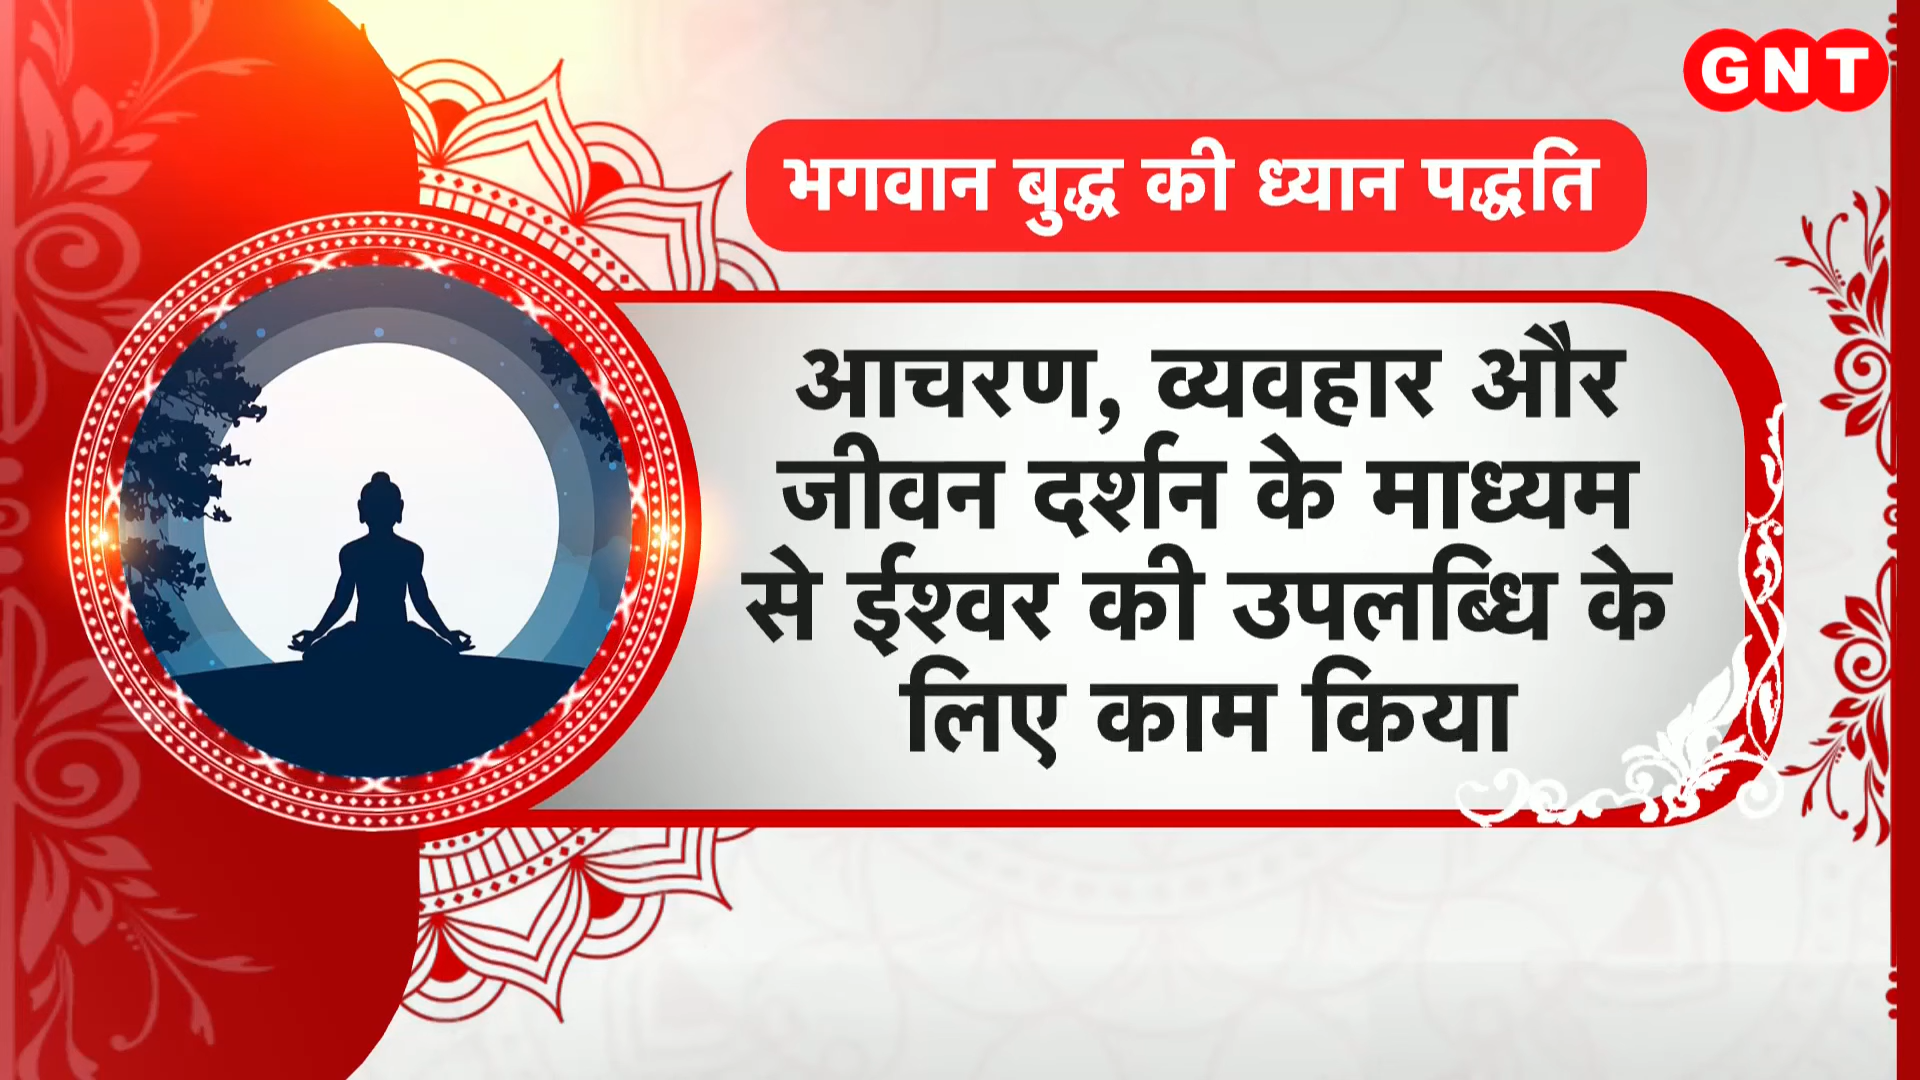 GNT
भगवान बुद्ध की ध्यान पद्धति
आचरण, व्यवहार और
जीवन दर्शन के माध्यम
से ईश्वर की उपलब्धि के
लिए काम किया